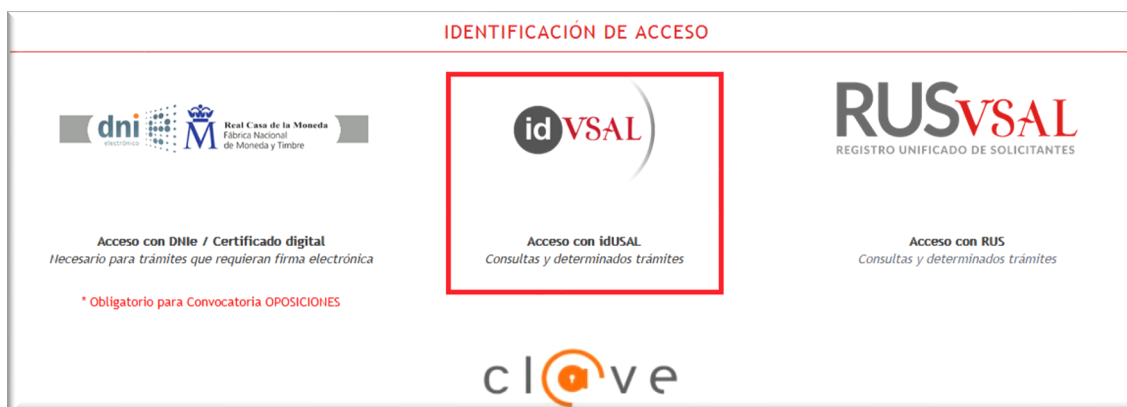 IDENTIFICACIÓN DE ACCESO
dni
electrónico
Real Casa de la Moneda
Fábrica Nacional
de Moneda y Timbre
id VSAL
RUSVSAL
REGISTRO UNIFICADO DE SOLICITANTES
Acceso con DNIe / Certificado digital
Necesario para trámites que requieran firma electrónica
* Obligatorio para Convocatoria OPOSICIONES
Acceso con idUSAL
Consultas y determinados trámites
Acceso con RUS
Consultas y determinados trámites
cl@ve